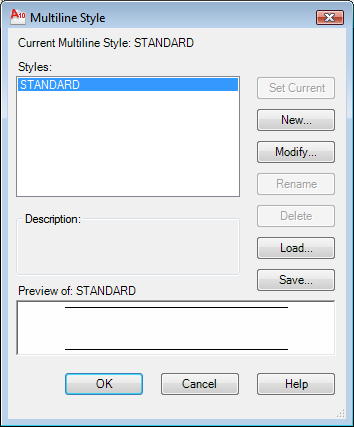 A10 Multiline Style
Current Multiline Style: STANDARD
Styles:
STANDARD
Set Current
New...
Modify...
Rename
Delete
Load...
Save...
Description:
Preview of: STANDARD
OK Cancel Help